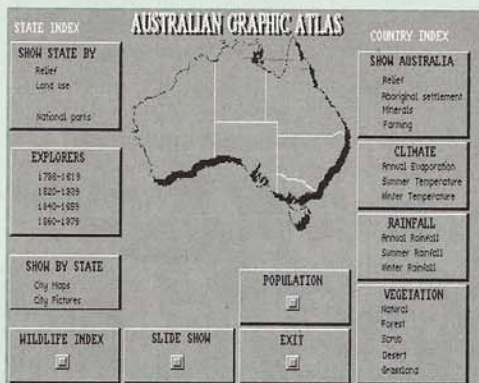 AUSTRALIAN GRAPHIC ATLAS
STATE INDEX
SHOW STATE BY
Relief
Land use
National parks
EXPLORERS
1788-1819
1820-1839
1840-1859
1860-1879
SHOW BY STATE
City Maps
City Pictures
WILDLIFE INDEX
SLIDE SHOW
POPULATION
EXIT
COUNTRY INDEX
SHOW AUSTRALIA
Relief
Aboriginal settlement
Minerals
Farming
CLIMATE
Annual Evaporation
Summer Temperature
Winter Temperature
RAINFALL
Annual Rainfall
Summer Rainfall
Winter Rainfall
VEGETATION
Natural
Forest
Scrub
Desert
Grassland